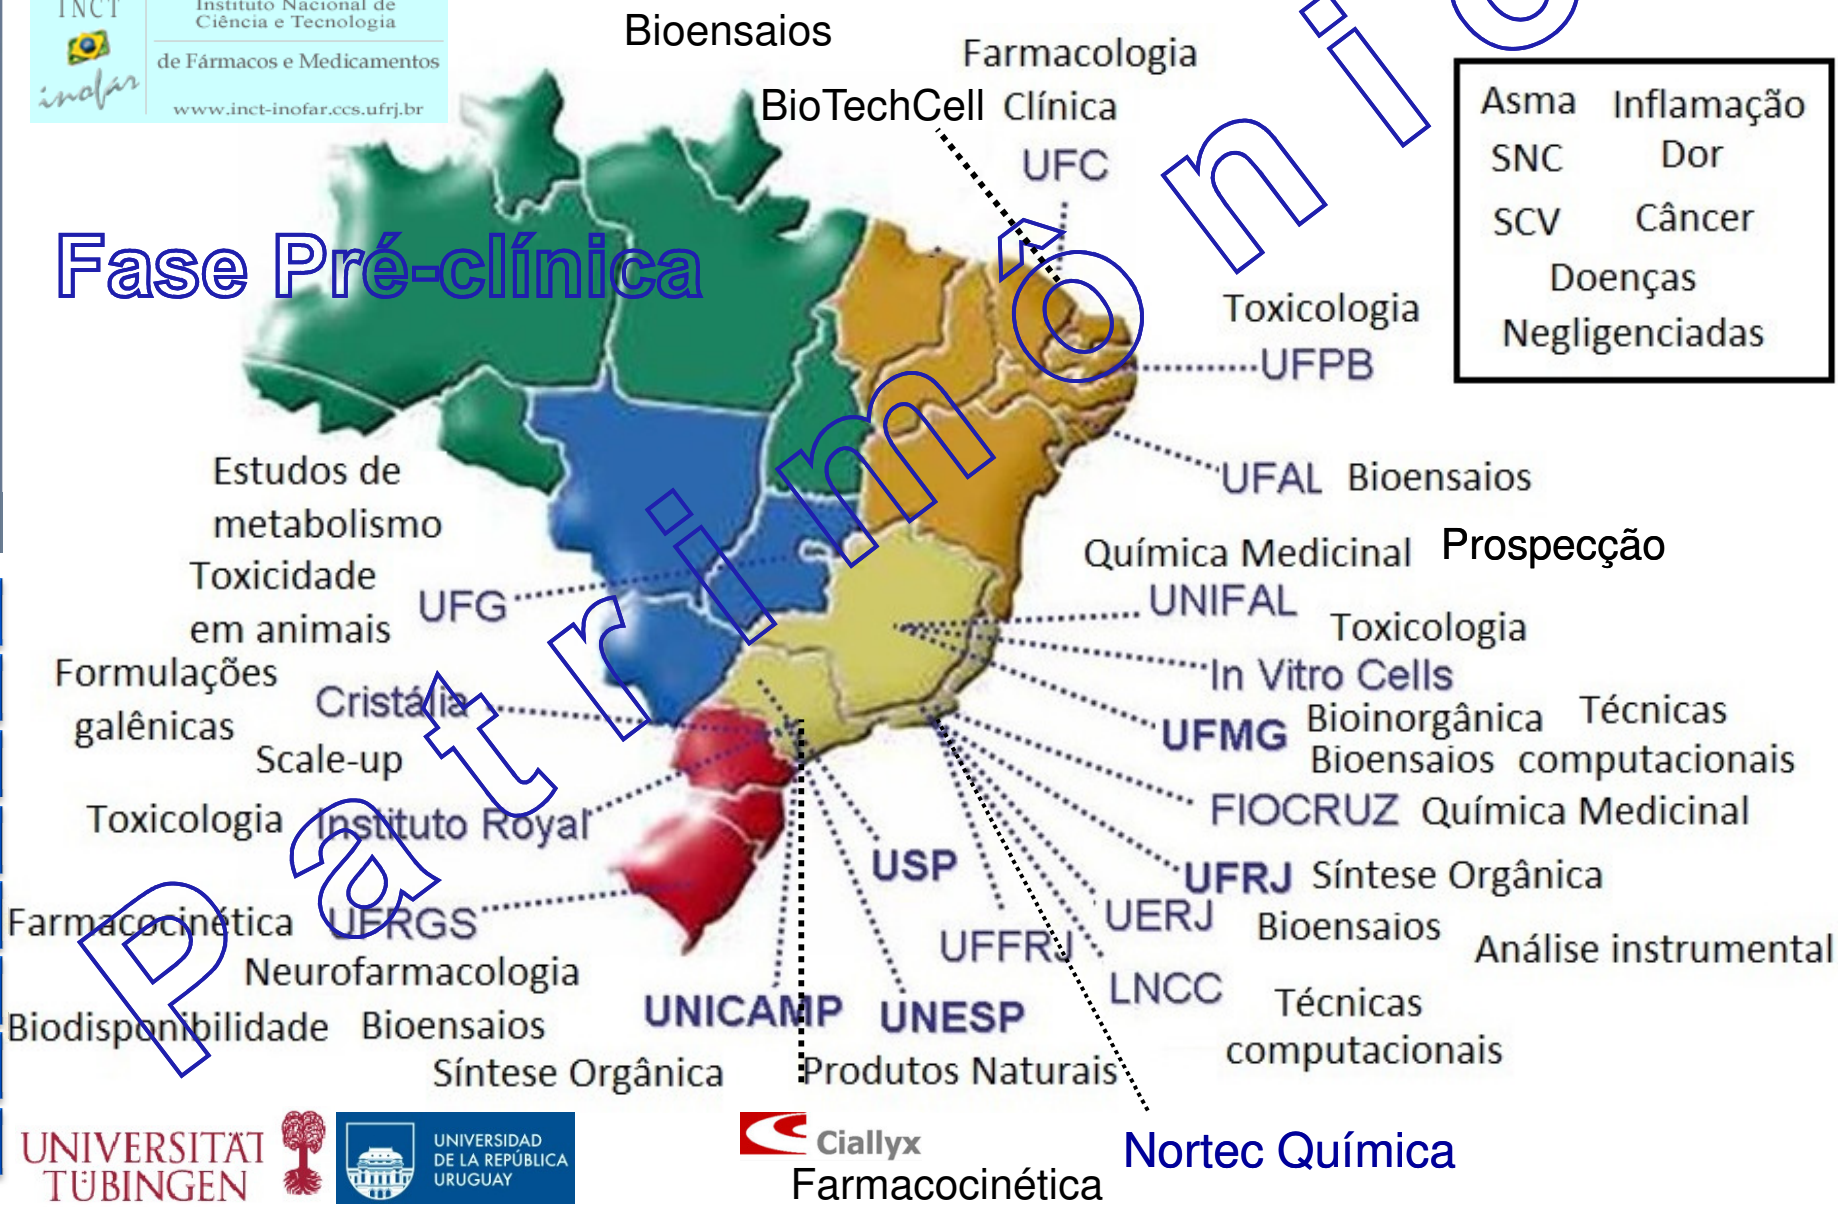 INCT
Instituto Nacional de
Ciência e Tecnologia
de Fármacos e Medicamentos
inofar
www.inct-inofar.ccs.ufrj.br
Bioensaios
Farmacologia
BioTechCell Clínica
UFC
Asma Inflamação
SNC Dor
SCV Câncer
Doenças
Negligenciadas
Fase Pré-clínica
Patrimônio
Toxicologia
UFPB
UFAL Bioensaios
Estudos de
metabolismo
Toxicidade
em animais
UFG
Química Medicinal Prospecção
UNIFAL
Toxicologia
In Vitro Cells
Formulações
galênicas
Cristália
Scale-up
UFMG Bioinorgânica Técnicas
Bioensaios computacionais
FIOCRUZ Química Medicinal
Toxicologia Instituto Royal
USP
UFRJ Síntese Orgânica
UERJ Bioensaios
UFFRJ
Análise instrumental
LNCC
Técnicas
computacionais
Farmacocinética UFRGS
Neurofarmacologia
Biodisponibilidade Bioensaios
UNICAMP UNESP
Síntese Orgânica Produtos Naturais
UNIVERSITÄT
TÜBINGEN
UNIVERSIDAD
DE LA REPÚBLICA
URUGUAY
Ciallyx
Farmacocinética
Nortec Química